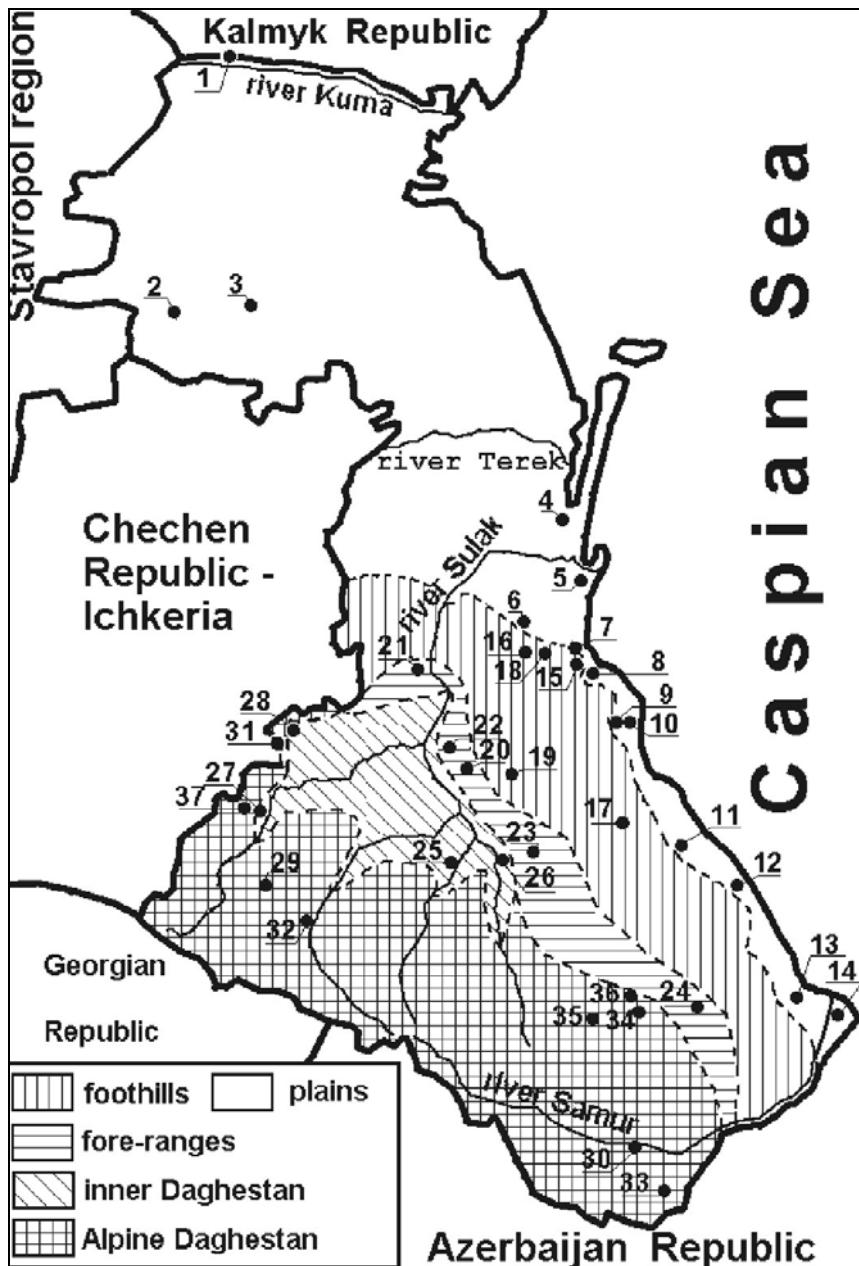 Kalmyk Republic
1
river Kuma
Stavropol region
Caspian Sea
2
3
river Terek
4
Chechen
Republic -
Ichkeria
river Sulak
5
6
7
16
18
15
8
21
9
10
28
31
22
20
19
27
37
17
11
23
25
26
12
29
32
13
14
Georgian
Republic
36
24
35
34
river Samur
30
33
foothills
plains
fore-ranges
inner Daghestan
Alpine Daghestan
Azerbaijan Republic